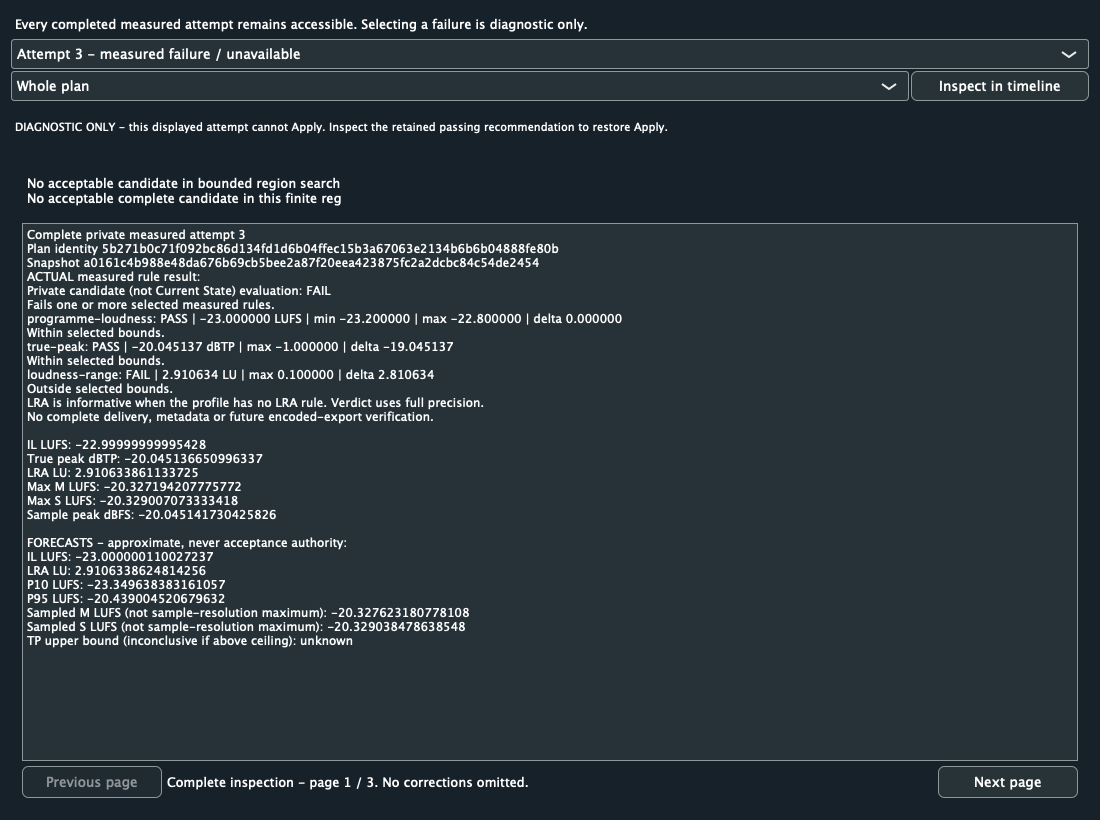 Every completed measured attempt remains accessible. Selecting a failure is diagnostic only.
Attempt 3 – measured failure / unavailable
Whole plan
Inspect in timeline
DIAGNOSTIC ONLY – this displayed attempt cannot Apply. Inspect the retained passing recommendation to restore Apply.
No acceptable candidate in bounded region search
No acceptable complete candidate in this finite reg
Complete private measured attempt 3
Plan identity 5b271b0c71f092bc86d134fd1d6b04ffec15b3a67063e2134b6b6b04888fe80b
Snapshot a0161c4b988e48da676b69cb5bee2a87f20eea423875fc2a2dcbc84c54de2454
ACTUAL measured rule result:
Private candidate (not Current State) evaluation: FAIL
Fails one or more selected measured rules.
programme-loudness: PASS | -23.000000 LUFS | min -23.200000 | max -22.800000 | delta 0.000000
Within selected bounds.
true-peak: PASS | -20.045137 dBTP | max -1.000000 | delta -19.045137
Within selected bounds.
loudness-range: FAIL | 2.910634 LU | max 0.100000 | delta 2.810634
Outside selected bounds.
LRA is informative when the profile has no LRA rule. Verdict uses full precision.
No complete delivery, metadata or future encoded-export verification.
IL LUFS: -22.99999999995428
True peak dBTP: -20.045136650996337
LRA LU: 2.910633861133725
Max M LUFS: -20.327194207775772
Max S LUFS: -20.329007073333418
Sample peak dBFS: -20.045141730425826
FORECASTS – approximate, never acceptance authority:
IL LUFS: -23.000000110027237
LRA LU: 2.9106338624814256
P10 LUFS: -23.349638383161057
P95 LUFS: -20.439004520679632
Sampled M LUFS (not sample-resolution maximum): -20.327623180778108
Sampled S LUFS (not sample-resolution maximum): -20.329038478638548
TP upper bound (inconclusive if above ceiling): unknown
Previous page
Complete inspection – page 1 / 3. No corrections omitted.
Next page